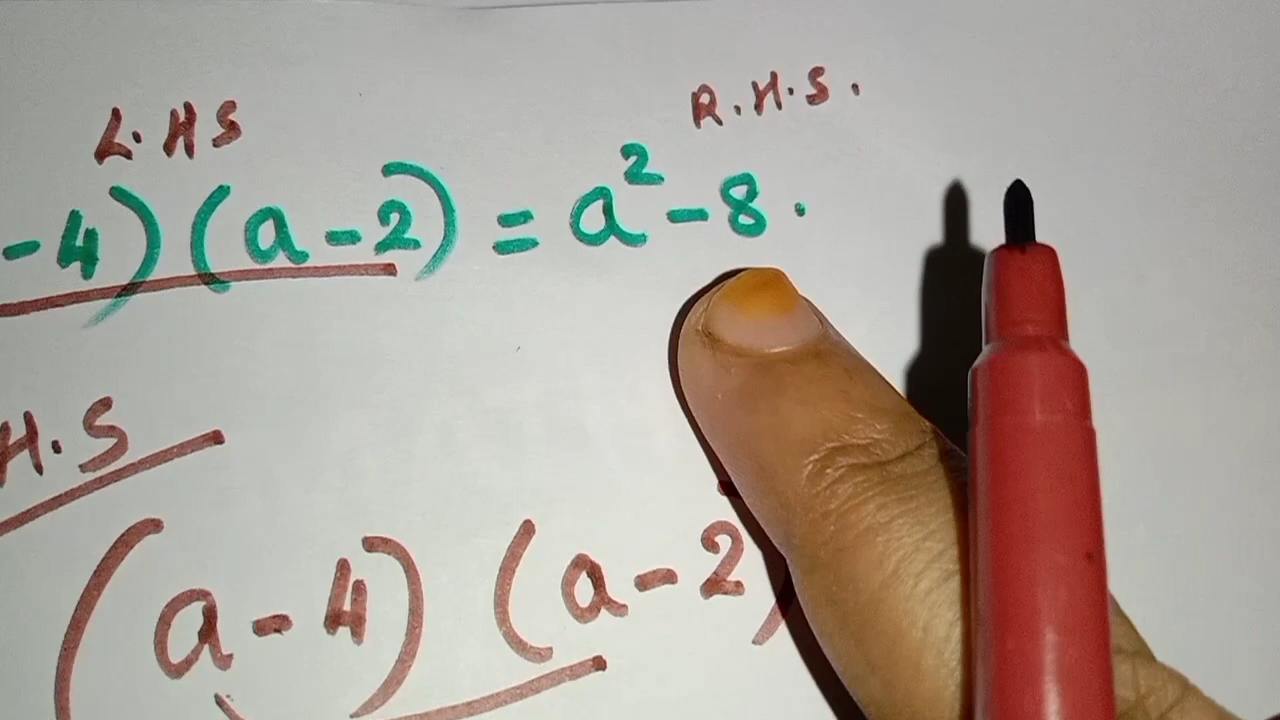 L.HS R.H.S.
-4)(a-2) = a²-8.
H.S
(a-4) (a-2)